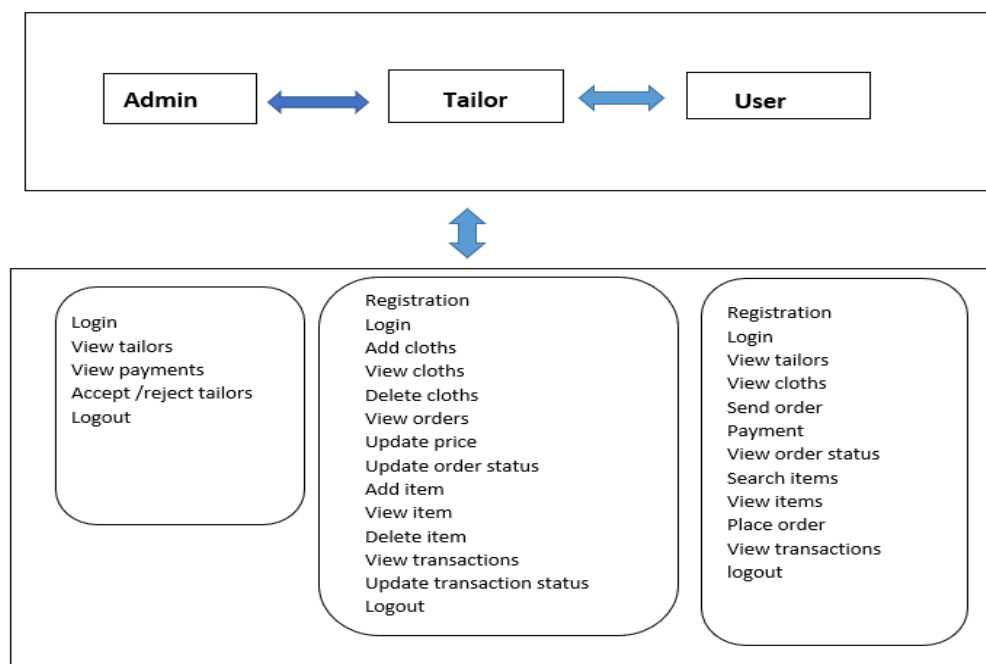 Admin
Tailor
User
Login
View tailors
View payments
Accept /reject tailors
Logout
Registration
Login
Add cloths
View cloths
Delete cloths
View orders
Update price
Update order status
Add item
View item
Delete item
View transactions
Update transaction status
Logout
Registration
Login
View tailors
View cloths
Send order
Payment
View order status
Search items
View items
Place order
View transactions
logout